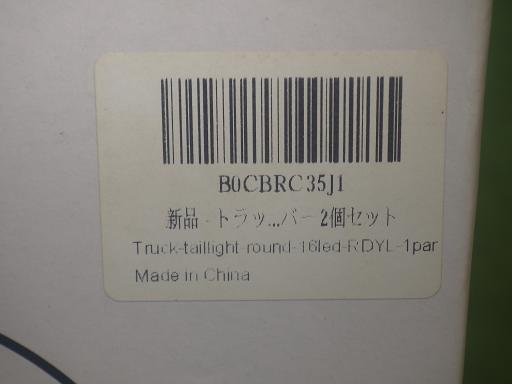 B0CBRC35J1
新品 - トラッ...バー 2個セット
Truck-taillight-round-16led-RDYL-1par
Made in China